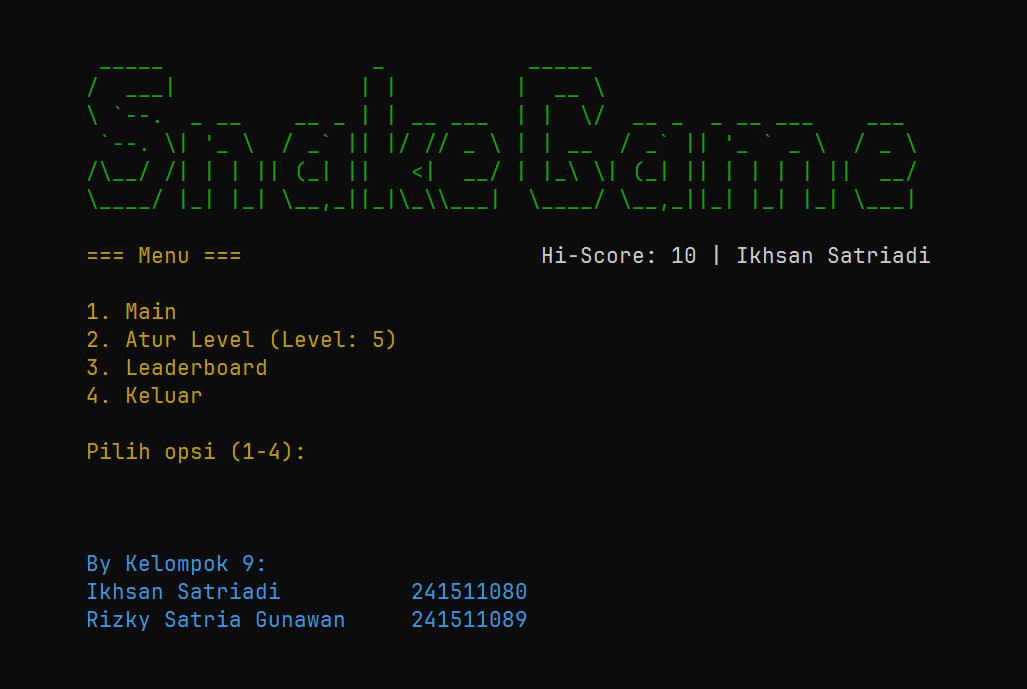 Snake Game
=== Menu === Hi-Score: 10 | Ikhsan Satriadi
1. Main
2. Atur Level (Level: 5)
3. Leaderboard
4. Keluar
Pilih opsi (1-4):
By Kelompok 9:
Ikhsan Satriadi 241511080
Rizky Satria Gunawan 241511089